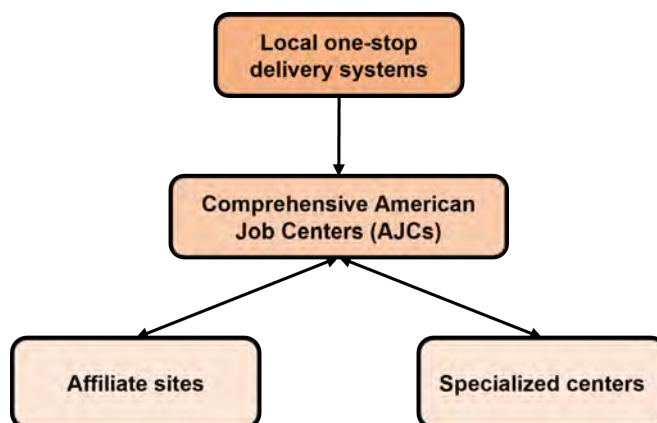 Local one-stop
delivery systems
Comprehensive American
Job Centers (AJCs)
Affiliate sites
Specialized centers